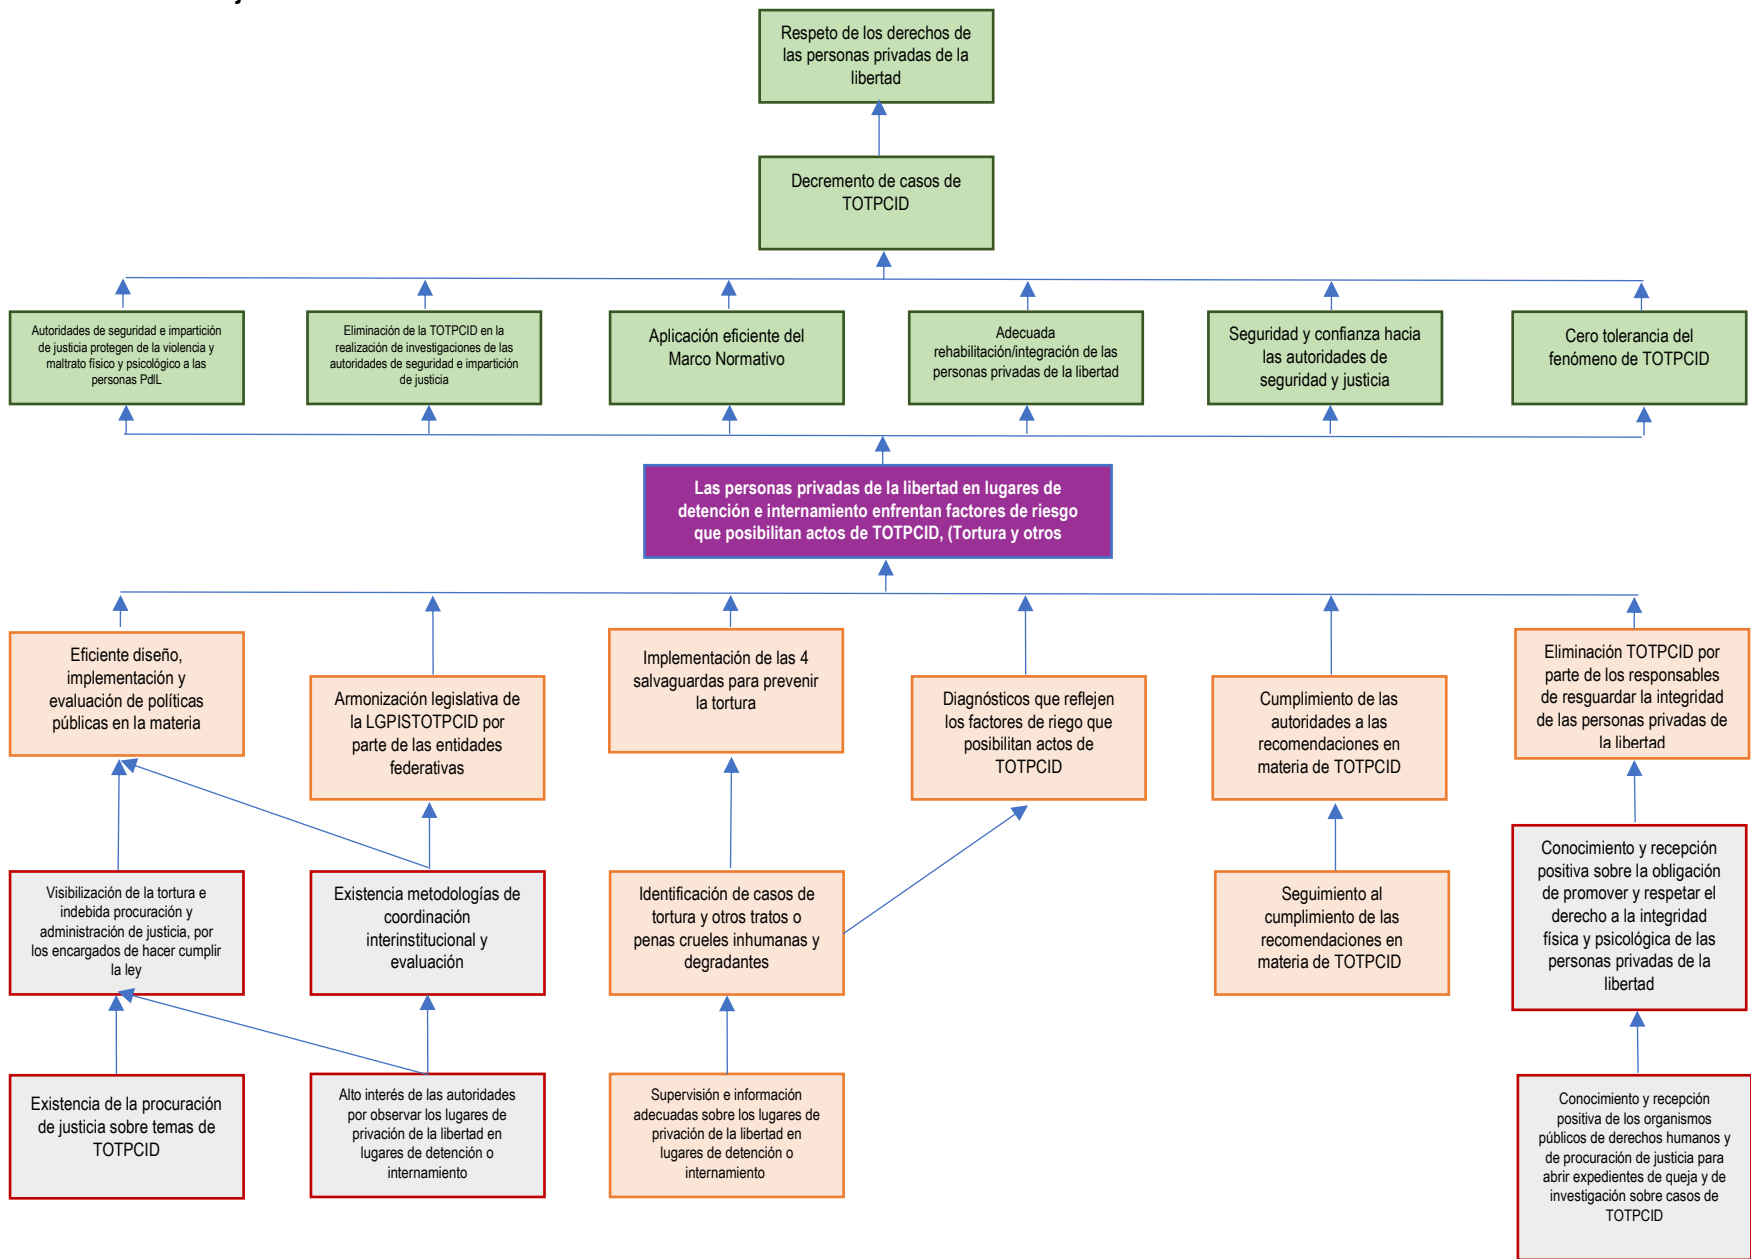 Respeto de los derechos de
las personas privadas de la
libertad
Decremento de casos de
TOTPCID
Autoridades de seguridad e impartición
de justicia protegen de la violencia y
maltrato físico y psicológico a las
personas PdlL
Eliminación de la TOTPCID en la
realización de investigaciones de las
autoridades de seguridad e impartición
de justicia
Aplicación eficiente del
Marco Normativo
Adecuada
rehabilitación/integración de las
personas privadas de la libertad
Seguridad y confianza hacia
las autoridades de
seguridad y justicia
Cero tolerancia del
fenómeno de TOTPCID
Las personas privadas de la libertad en lugares de
detención e internamiento enfrentan factores de riesgo
que posibilitan actos de TOTPCID, (Tortura y otros
Eficiente diseño,
implementación y
evaluación de políticas
públicas en la materia
Armonización legislativa de
la LGPISTOTPCID por
parte de las entidades
federativas
Implementación de las 4
salvaguardas para prevenir
la tortura
Diagnósticos que reflejen
los factores de riego que
posibilitan actos de
TOTPCID
Cumplimiento de las
autoridades a las
recomendaciones en
materia de TOTPCID
Eliminación TOTPCID por
parte de los responsables
de resguardar la integridad
de las personas privadas de
la libertad
Visibilización de la tortura e
indebida procuración y
administración de justicia, por
los encargados de hacer cumplir
la ley
Existencia metodologías de
coordinación
interinstitucional y
evaluación
Identificación de casos de
tortura y otros tratos o
penas crueles inhumanas y
degradantes
Seguimiento al
cumplimiento de las
recomendaciones en
materia de TOTPCID
Conocimiento y recepción
positiva sobre la obligación
de promover y respetar el
derecho a la integridad
física y psicológica de las
personas privadas de la
libertad
Existencia de la procuración
de justicia sobre temas de
TOTPCID
Alto interés de las autoridades
por observar los lugares de
privación de la libertad en
lugares de detención o
internamiento
Supervisión e información
adecuadas sobre los lugares de
privación de la libertad en
lugares de detención o
internamiento
Conocimiento y recepción
positiva de los organismos
públicos de derechos humanos y
de procuración de justicia para
abrir expedientes de queja y de
investigación sobre casos de
TOTPCID